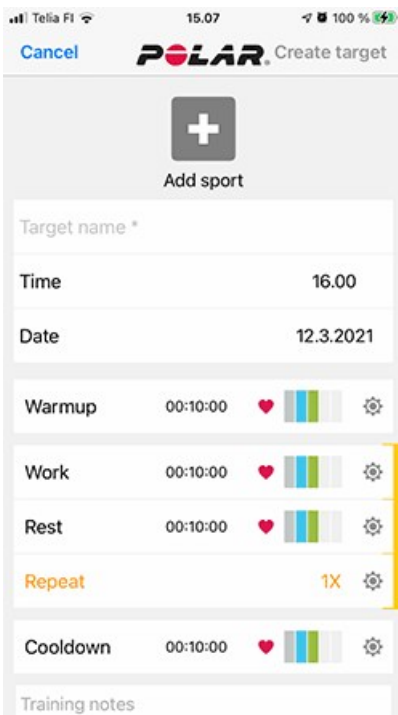 Telia FI 15.07 100 %
Cancel POLAR. Create target
Add sport
Target name *
Time 16.00
Date 12.3.2021
Warmup 00:10:00
Work 00:10:00
Rest 00:10:00
Repeat 1X
Cooldown 00:10:00
Training notes